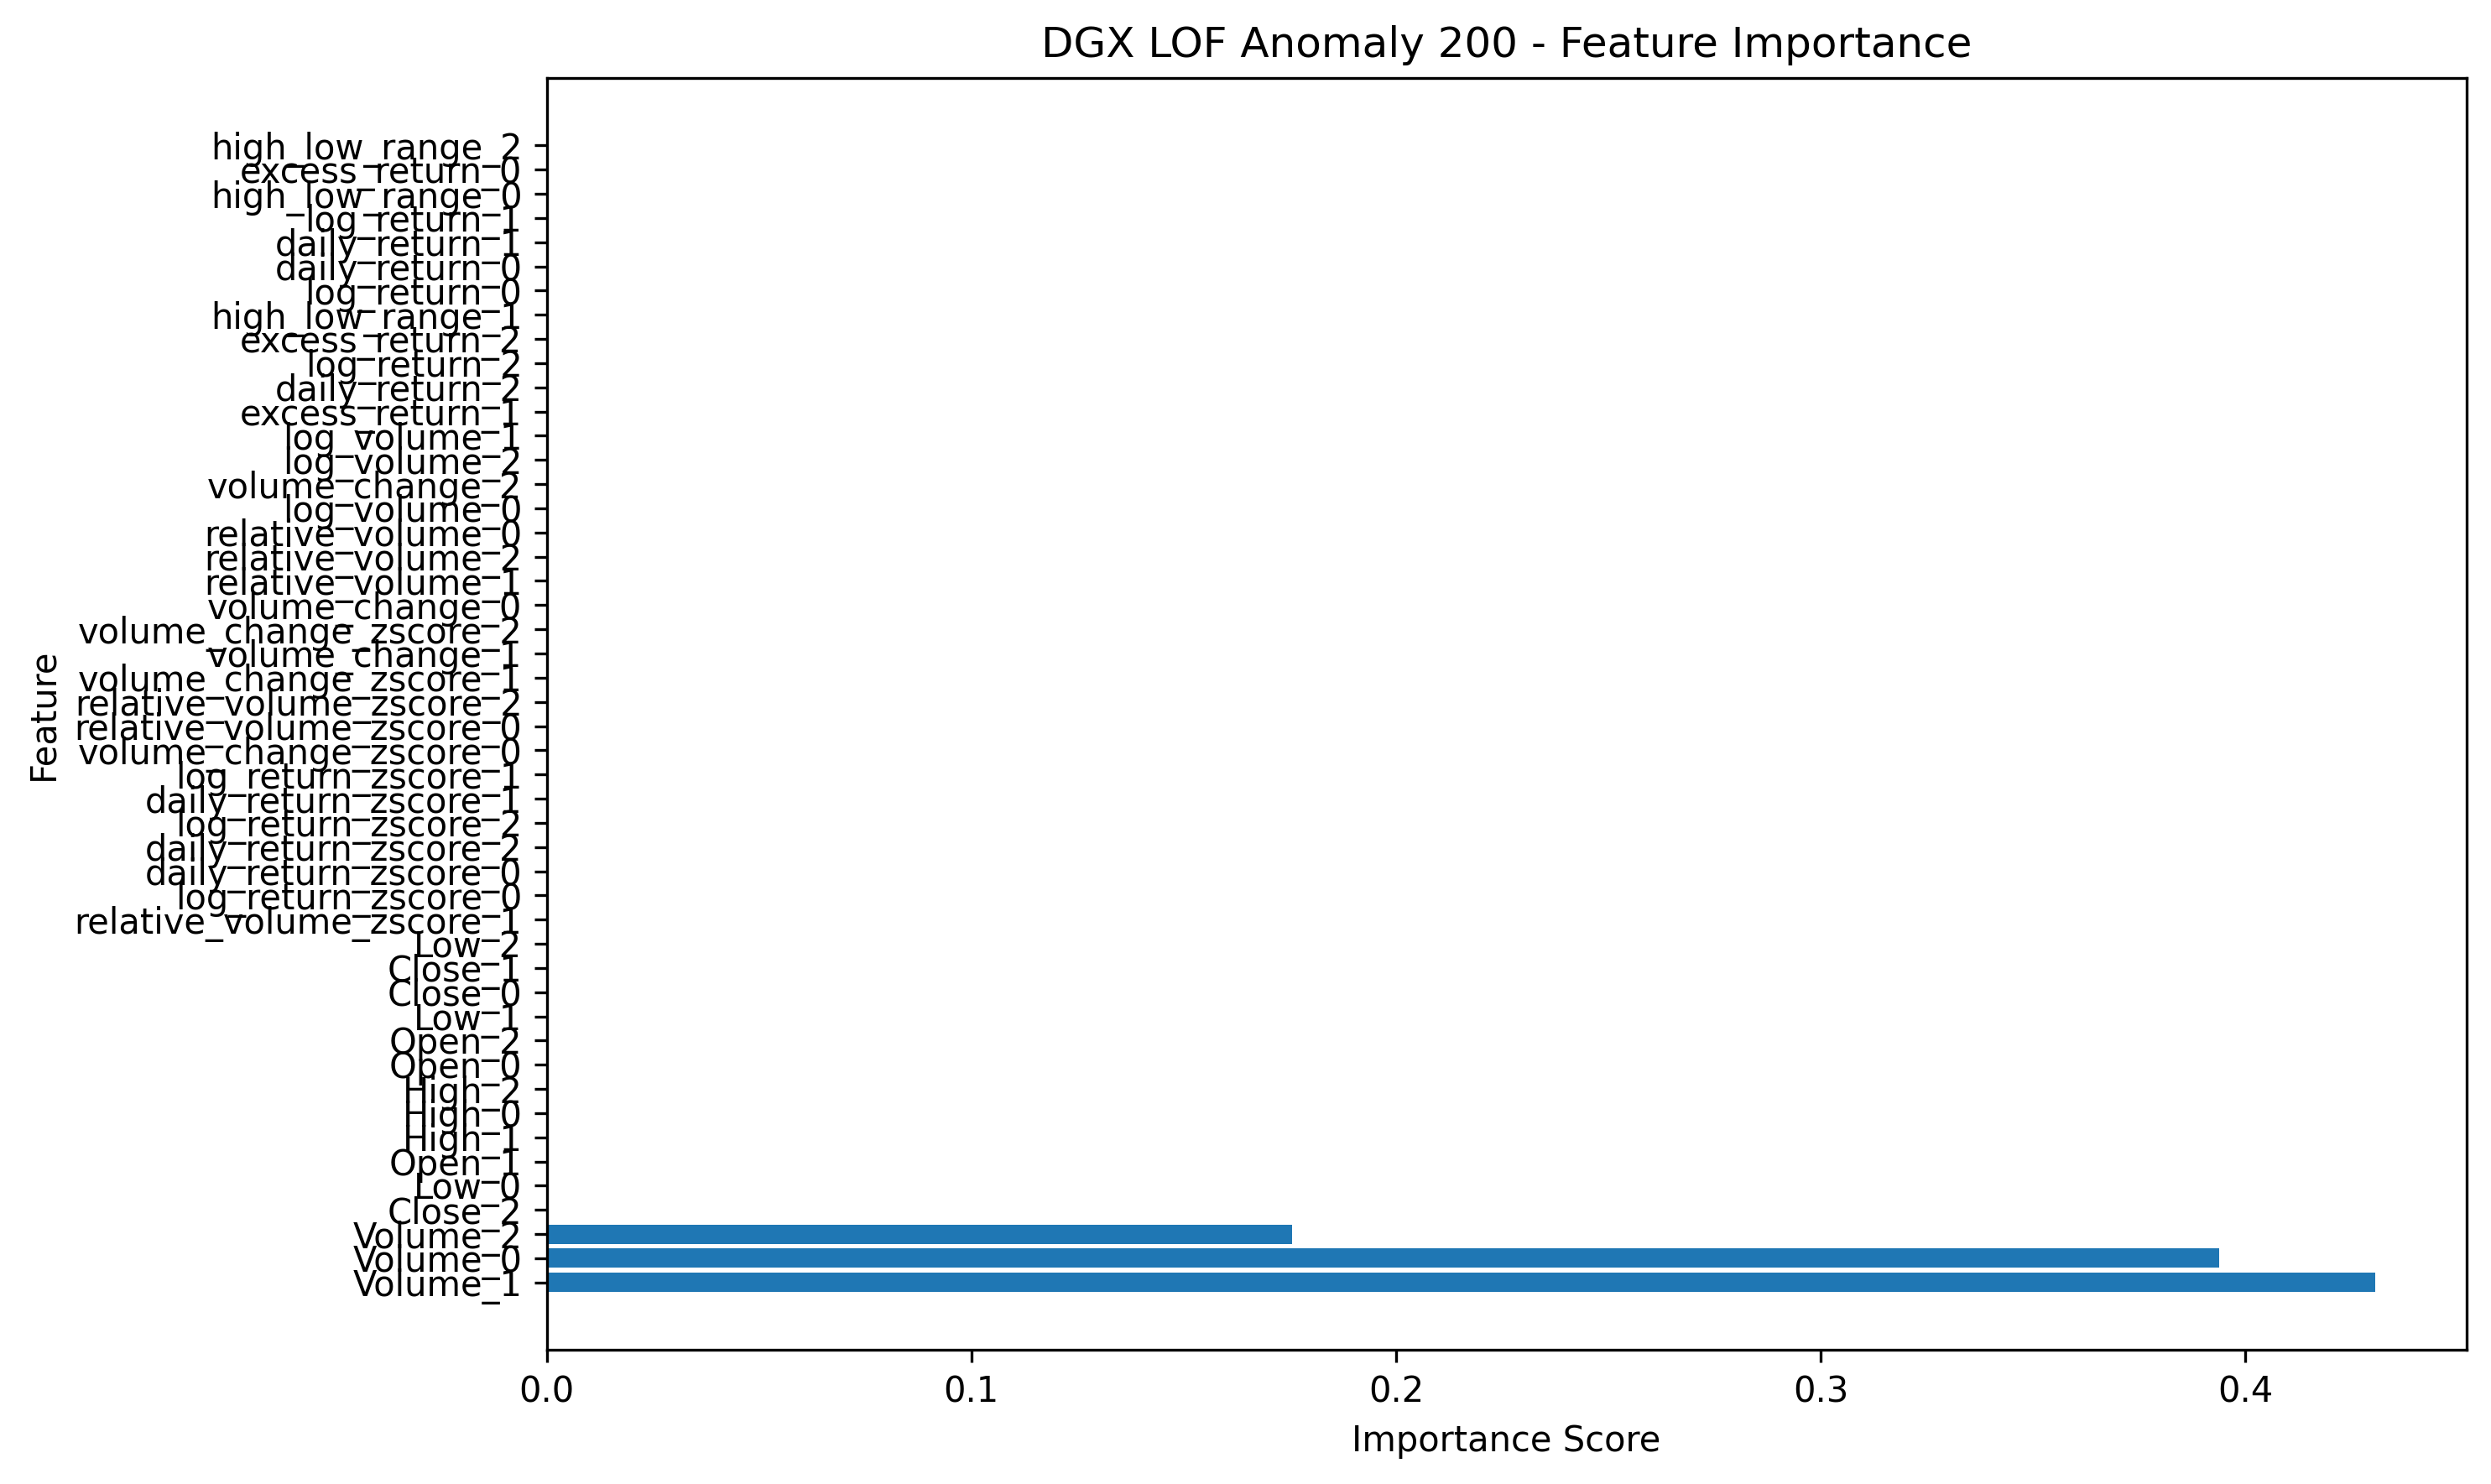 DGX LOF Anomaly 200 - Feature Importance
high_low_range_2
excess_return_0
high_low_range_0
log_return_1
daily_return_1
daily_return_0
log_return_0
high_low_range_1
excess_return_2
log_return_2
daily_return_2
excess_return_1
log_volume_1
log_volume_2
volume_change_2
log_volume_0
relative_volume_0
relative_volume_2
relative_volume_1
volume_change_0
volume_change_zscore_2
volume_change_1
volume_change_zscore_1
relative_volume_zscore_2
relative_volume_zscore_0
volume_change_zscore_0
log_return_zscore_1
daily_return_zscore_1
log_return_zscore_2
daily_return_zscore_2
daily_return_zscore_0
log_return_zscore_0
relative_volume_zscore_1
Low_2
Close_1
Close_0
Low_1
Open_2
Open_0
High_2
High_0
High_1
Open_1
Low_0
Close_2
Volume_2
Volume_0
Volume_1
Feature
0.0 0.1 0.2 0.3 0.4
Importance Score